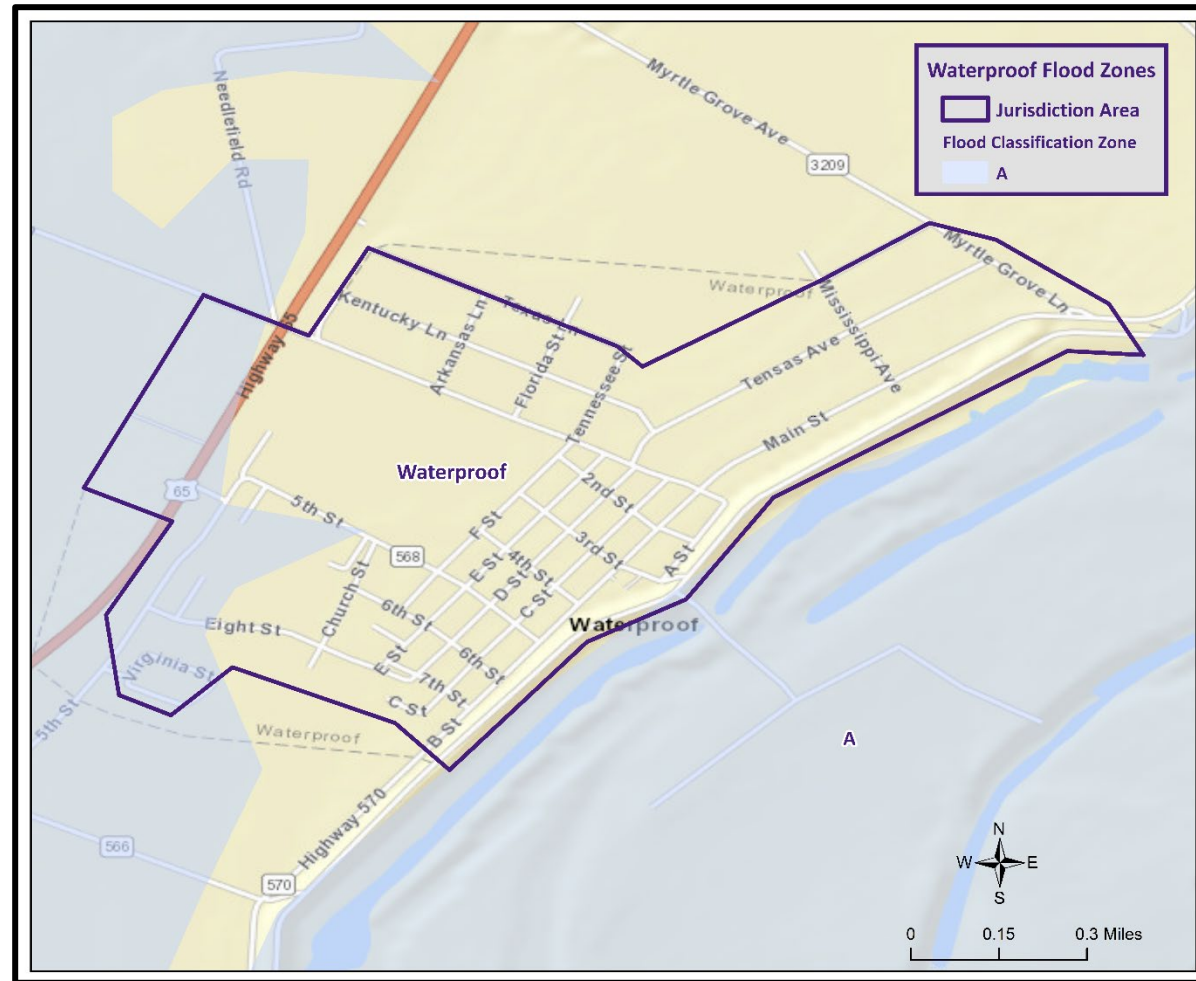 Waterproof Flood Zones
Jurisdiction Area
Flood Classification Zone
A
Needlefield Rd
Myrtle Grove Ave
3209
Myrtle Grove Ln
Waterproof
Mississippi Ave
Kentucky Ln
Texas Ln
Arkansas Ln
Florida St
Tennessee St
Tensas Ave
Highway 65
Main St
Waterproof
65
2nd St
5th St
F St
3rd St
568
4th St
A St
E St
D St
C St
Church St
6th St
Waterproof
Eight St
E St
6th St
Virginia St
7th St
C St
5th St
Waterproof
B St
A
Highway 570
566
570
N
W
E
S
0
0.15
0.3 Miles